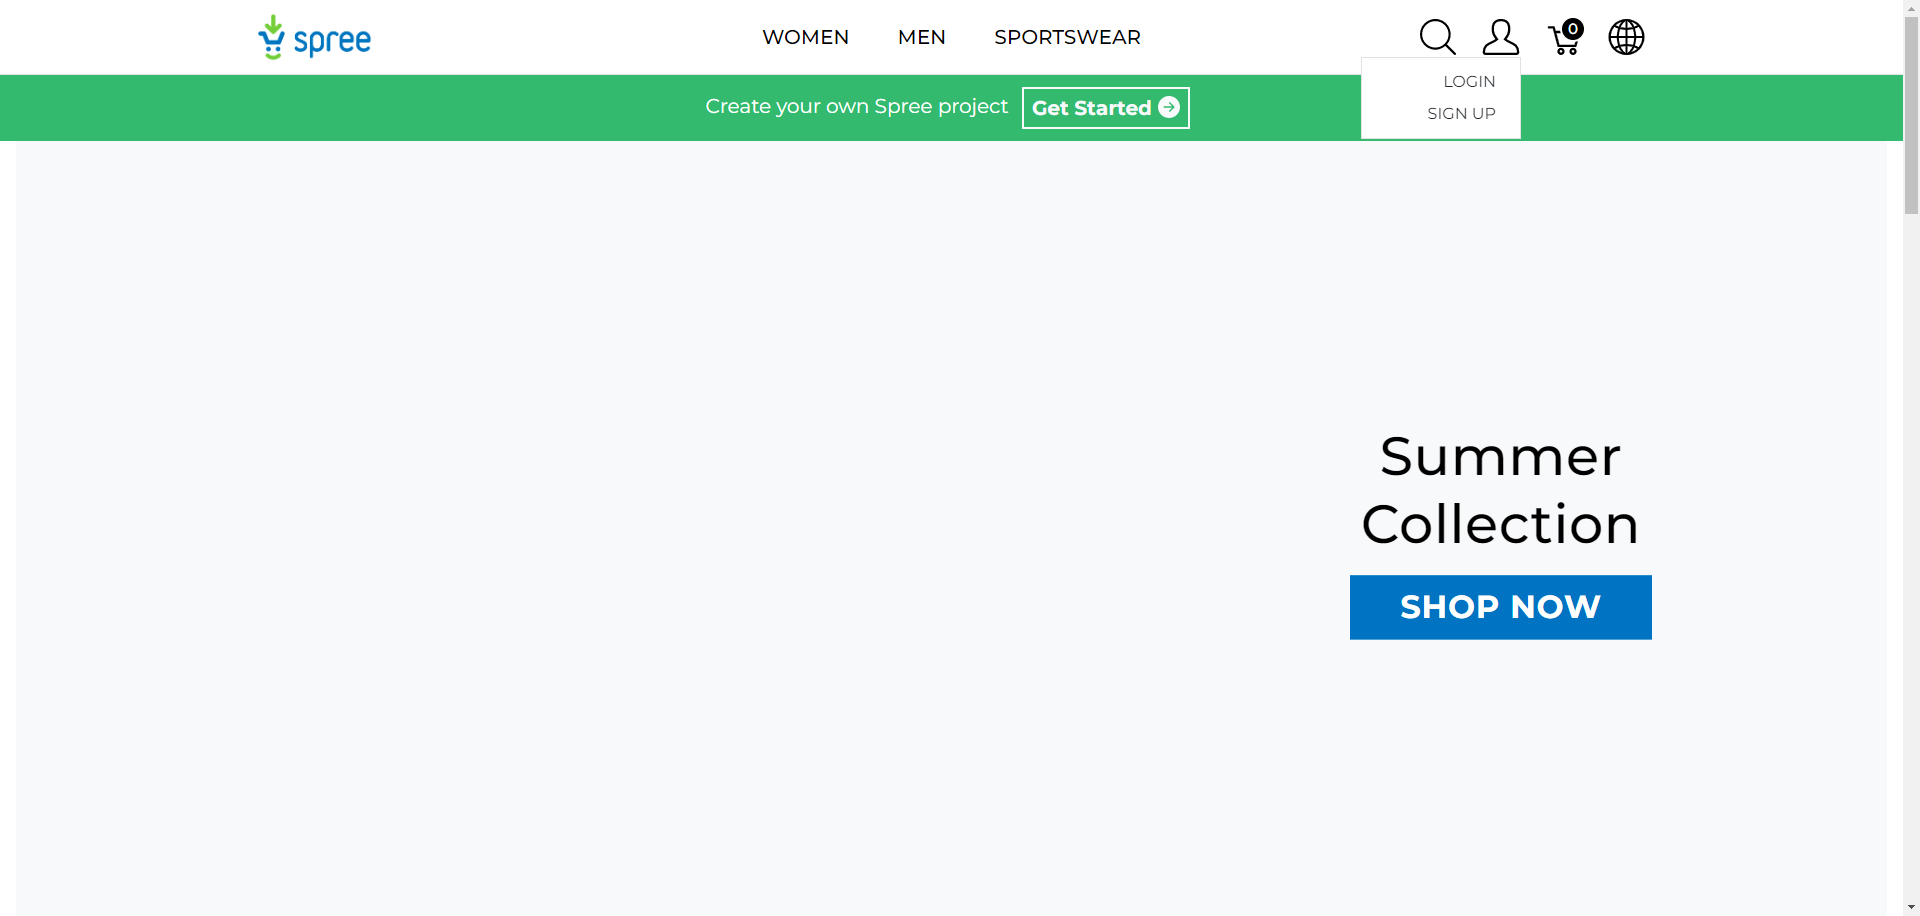 spree
WOMEN MEN SPORTSWEAR
0
LOGIN
SIGN UP
Create your own Spree project Get Started
Summer
Collection
SHOP NOW